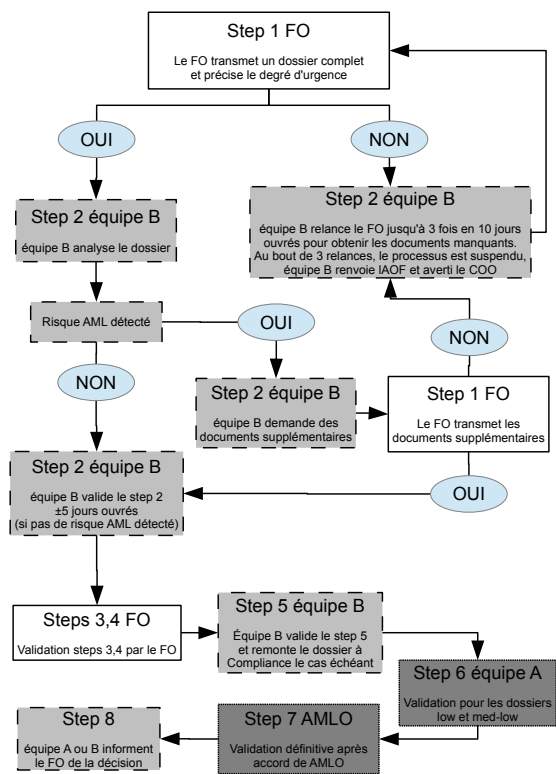 Step 1 FO
Le FO transmet un dossier complet
et précise le degré d'urgence
OUI
NON
Step 2 équipe B
équipe B analyse le dossier
Step 2 équipe B
équipe B relance le FO jusqu'à 3 fois en 10 jours
ouvrés pour obtenir les documents manquants.
Au bout de 3 relances, le processus est suspendu,
équipe B renvoie lAOF et averti le COO
Risque AML détecté
OUI
NON
NON
Step 2 équipe B
équipe B demande des
documents supplémentaires
Step 1 FO
Le FO transmet les
documents supplémentaires
Step 2 équipe B
équipe B valide le step 2
±5 jours ouvrés
(si pas de risque AML détecté)
OUI
Steps 3,4 FO
Validation steps 3,4 par le FO
Step 5 équipe B
Équipe B valide le step 5
et remonte le dossier à
Compliance le cas échéant
Step 6 équipe A
Validation pour les dossiers
low et med-low
Step 7 AMLO
Validation définitive après
accord de AMLO
Step 8
équipe A ou B informent
le FO de la décision